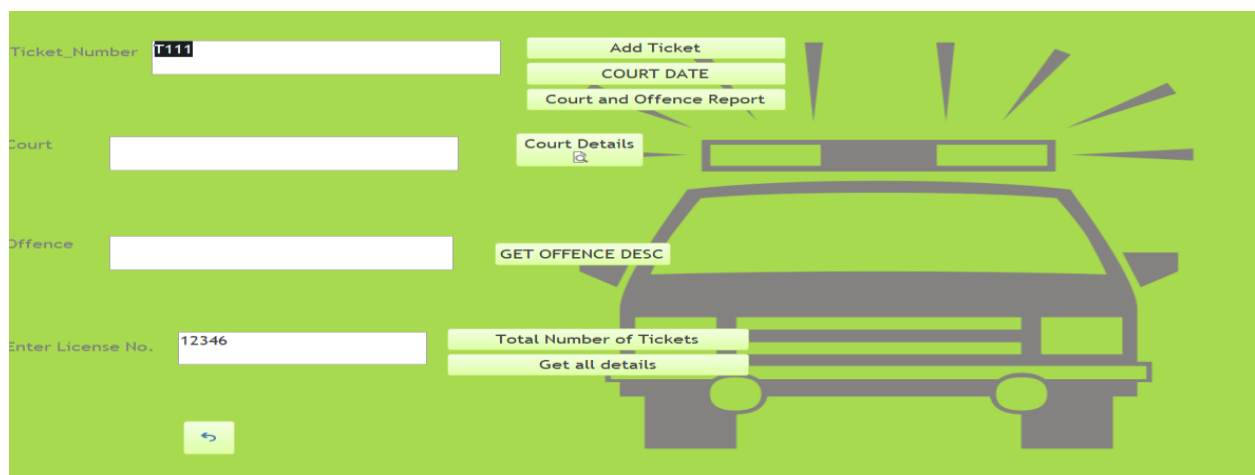 Ticket_Number T111 Add Ticket
COURT DATE
Court and Offence Report
Court Court Details
Offence GET OFFENCE DESC
Enter License No. 12346 Total Number of Tickets
Get all details